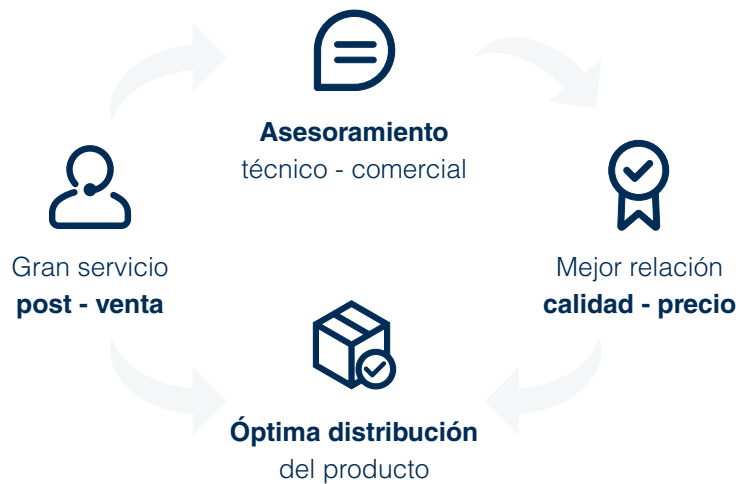 Asesoramiento
técnico - comercial
Gran servicio
post - venta
Mejor relación
calidad - precio
Óptima distribución
del producto